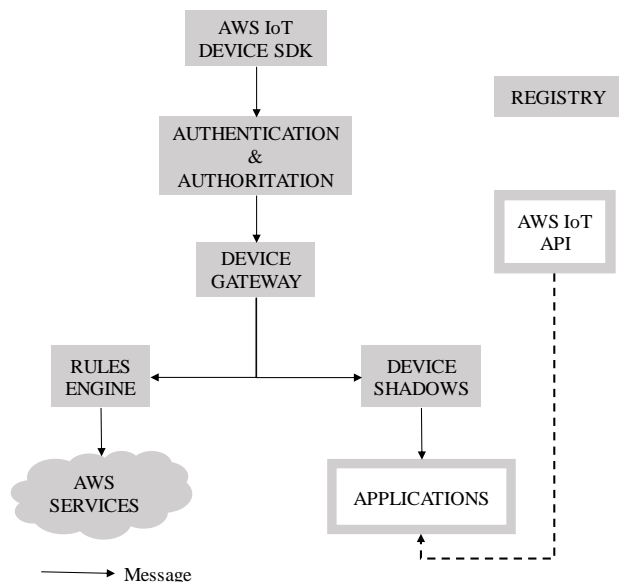 AWS IoT
DEVICE SDK
REGISTRY
AUTHENTICATION
&
AUTHORITATION
AWS IoT
API
DEVICE
GATEWAY
RULES
ENGINE
DEVICE
SHADOWS
AWS
SERVICES
APPLICATIONS
Message